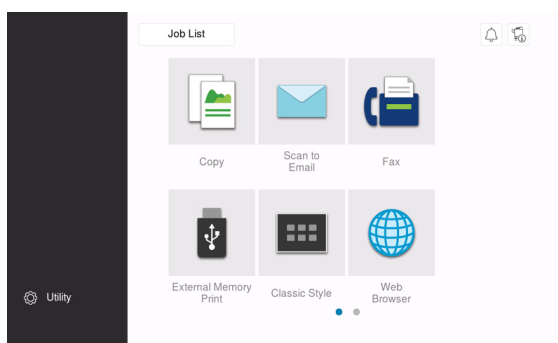 Job List
Copy
Scan to
Email
Fax
External Memory
Print
Classic Style
Web
Browser
Utility